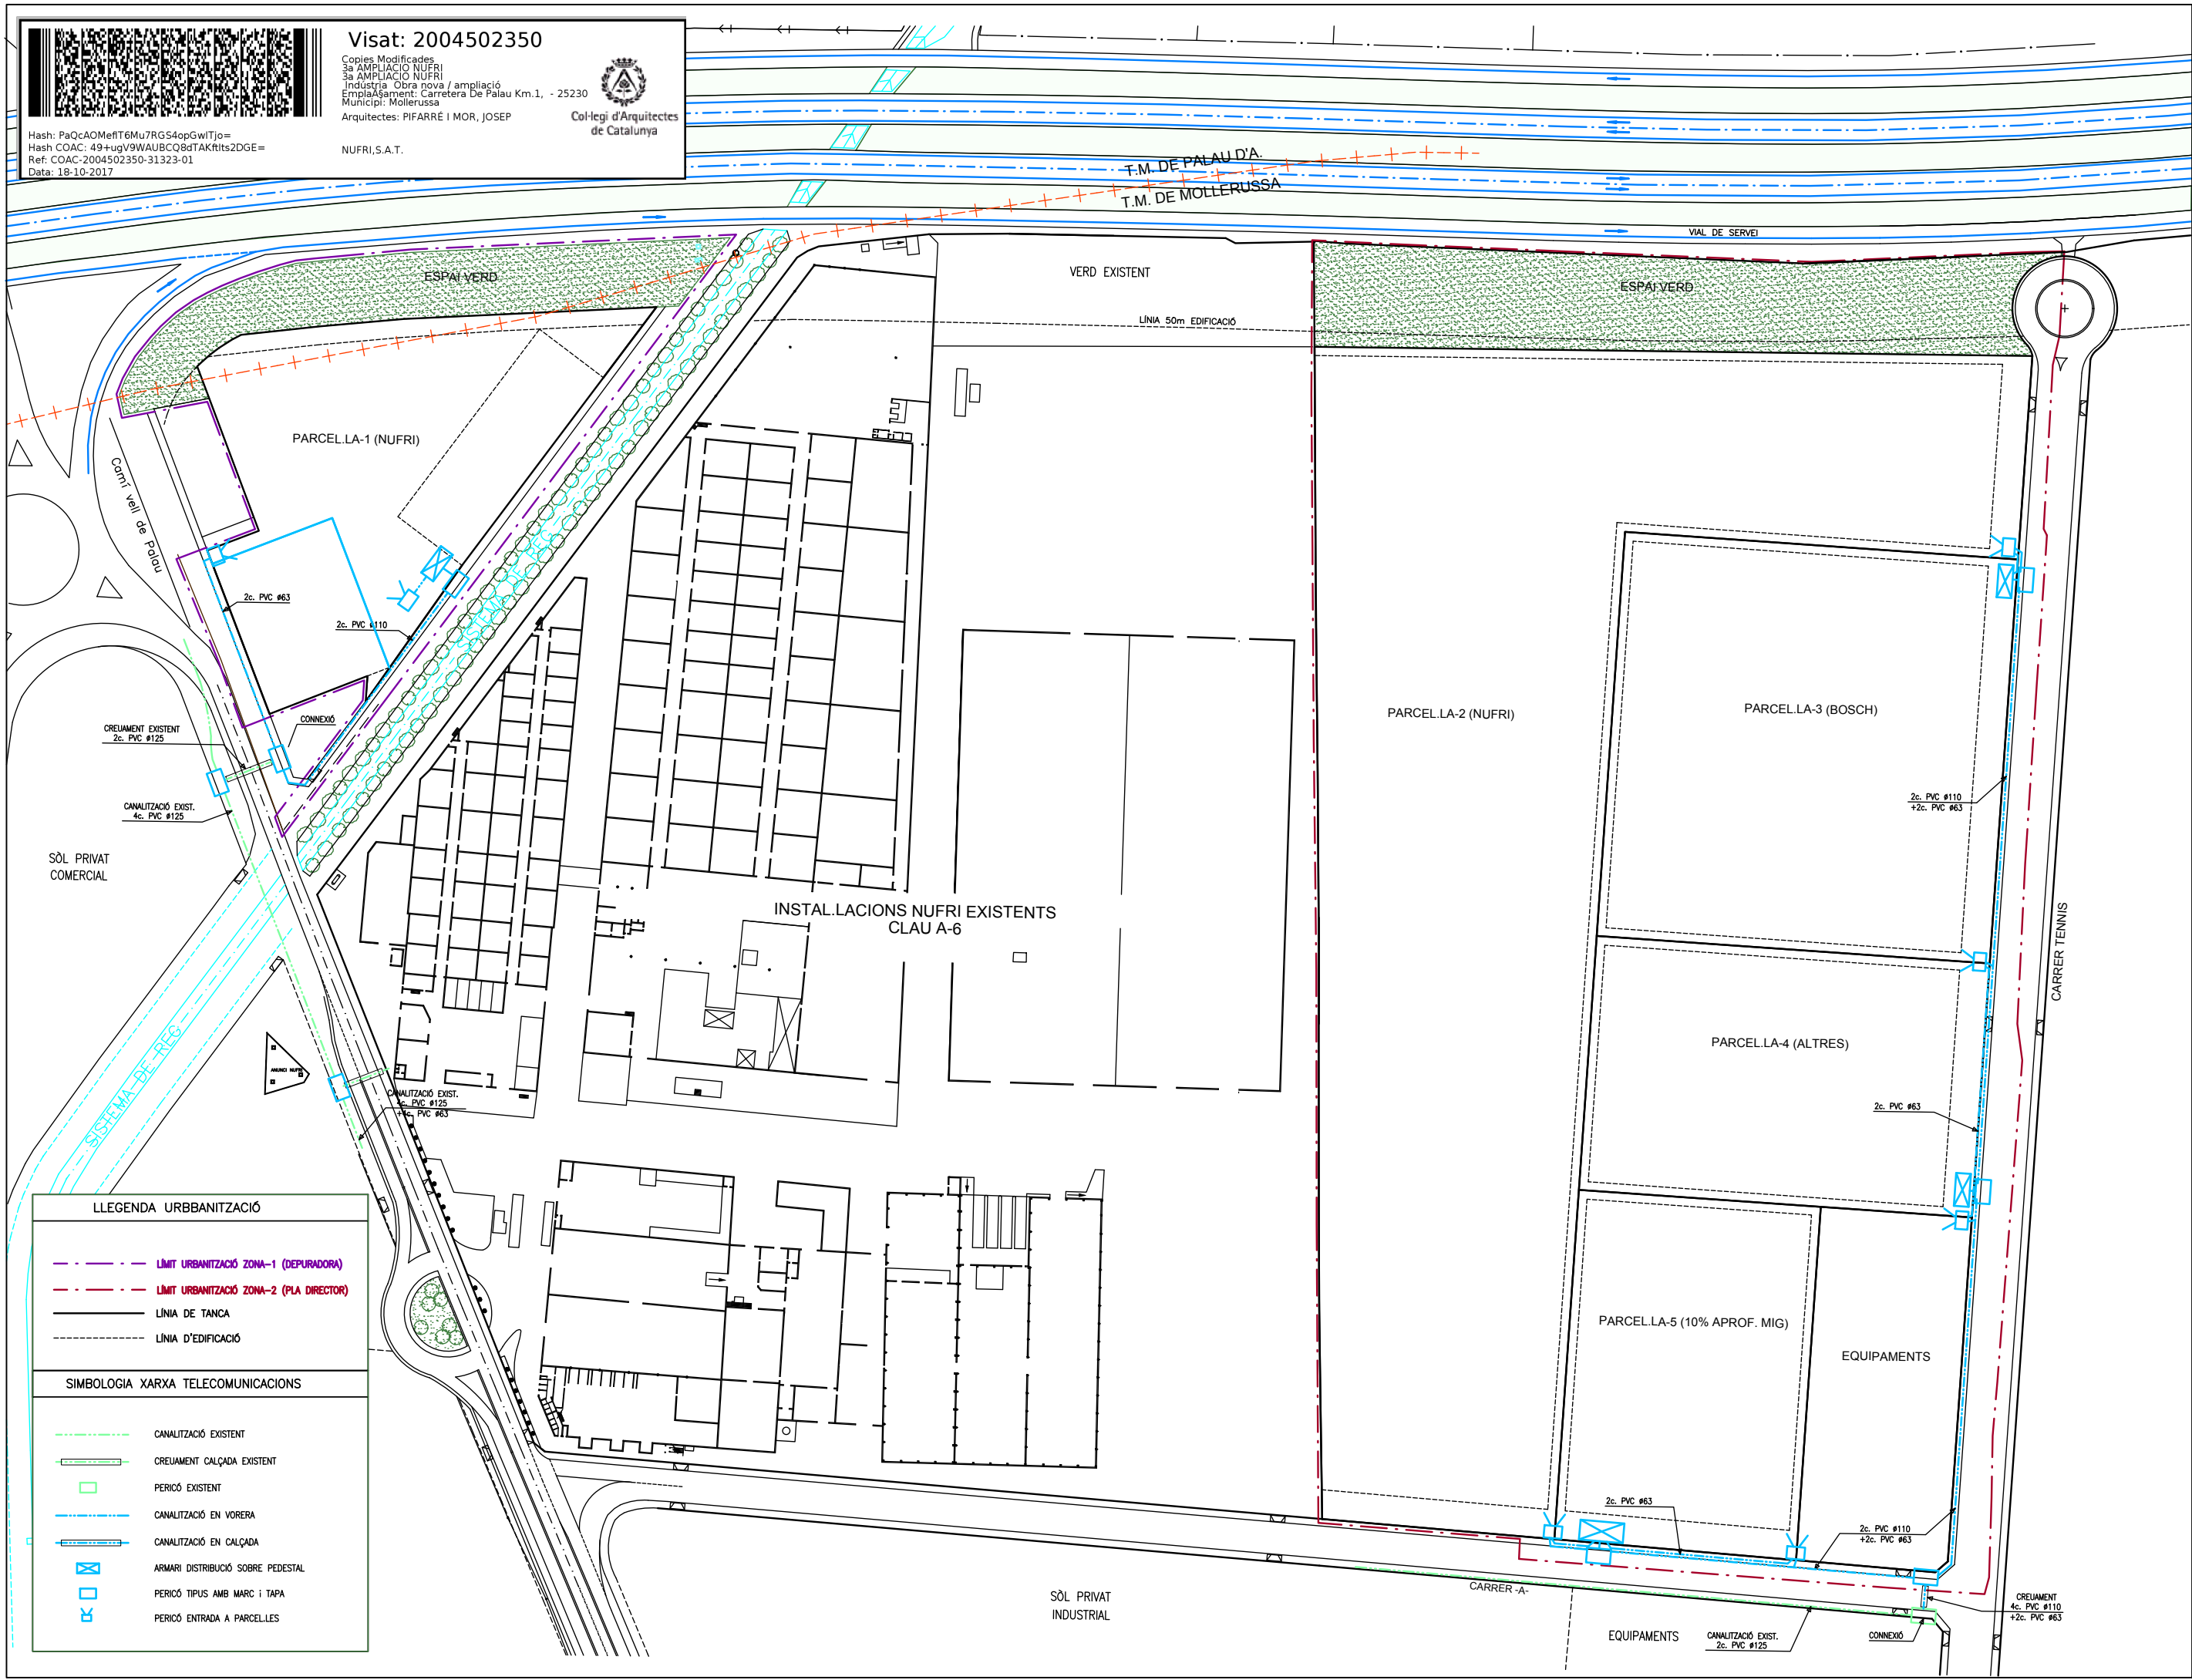 Visat: 2004502350
Copies Modificades
3a AMPLIACIÓ NUFRI
3a AMPLIACIÓ NUFRI
Indústria Obra nova / ampliació
EmplaÃ§ament: Carretera De Palau Km.1, - 25230
Municipi: Mollerussa
Arquitectes: PIFARRÉ I MOR, JOSEP
NUFRI,S.A.T.
Col·legi d'Arquitectes
de Catalunya
Hash: PaQcAOMefIT6Mu7RGS4opGwITjo=
Hash COAC: 49+ugV9WAUBCQ8dTAKftIts2DGE=
Ref: COAC-2004502350-31323-01
Data: 18-10-2017
T.M. DE PALAU D'A.
T.M. DE MOLLERUSSA
VIAL DE SERVEI
ESPAI VERD
VERD EXISTENT
ESPAI VERD
LÍNIA 50m EDIFICACIÓ
PARCEL.LA-1 (NUFRI)
Camí vell de Palau
2c. PVC ø63
2c. PVC ø110
SISTEMA DE REG
CREUAMENT EXISTENT
2c. PVC ø125
CONNEXIÓ
CANALITZACIÓ EXIST.
4c. PVC ø125
SÒL PRIVAT
COMERCIAL
SISTEMA-DE-REG
ANUNCI NUFRI
CANALITZACIÓ EXIST.
PVC ø125
PVC ø63
INSTAL.LACIONS NUFRI EXISTENTS
CLAU A-6
PARCEL.LA-2 (NUFRI)
PARCEL.LA-3 (BOSCH)
2c. PVC ø110
+2c. PVC ø63
CARRER TENNIS
PARCEL.LA-4 (ALTRES)
2c. PVC ø63
PARCEL.LA-5 (10% APROF. MIG)
EQUIPAMENTS
2c. PVC ø63
2c. PVC ø110
+2c. PVC ø63
CARRER -A-
SÒL PRIVAT
INDUSTRIAL
EQUIPAMENTS
CANALITZACIÓ EXIST.
2c. PVC ø125
CONNEXIÓ
CREUAMENT
4c. PVC ø110
+2c. PVC ø63
LLEGENDA URBBANITZACIÓ
LÍMIT URBANITZACIÓ ZONA-1 (DEPURADORA)
LÍMIT URBANITZACIÓ ZONA-2 (PLA DIRECTOR)
LÍNIA DE TANCA
LÍNIA D'EDIFICACIÓ
SIMBOLOGIA XARXA TELECOMUNICACIONS
CANALITZACIÓ EXISTENT
CREUAMENT CALÇADA EXISTENT
PERICÓ EXISTENT
CANALITZACIÓ EN VORERA
CANALITZACIÓ EN CALÇADA
ARMARI DISTRIBUCIÓ SOBRE PEDESTAL
PERICÓ TIPUS AMB MARC i TAPA
PERICÓ ENTRADA A PARCEL.LES